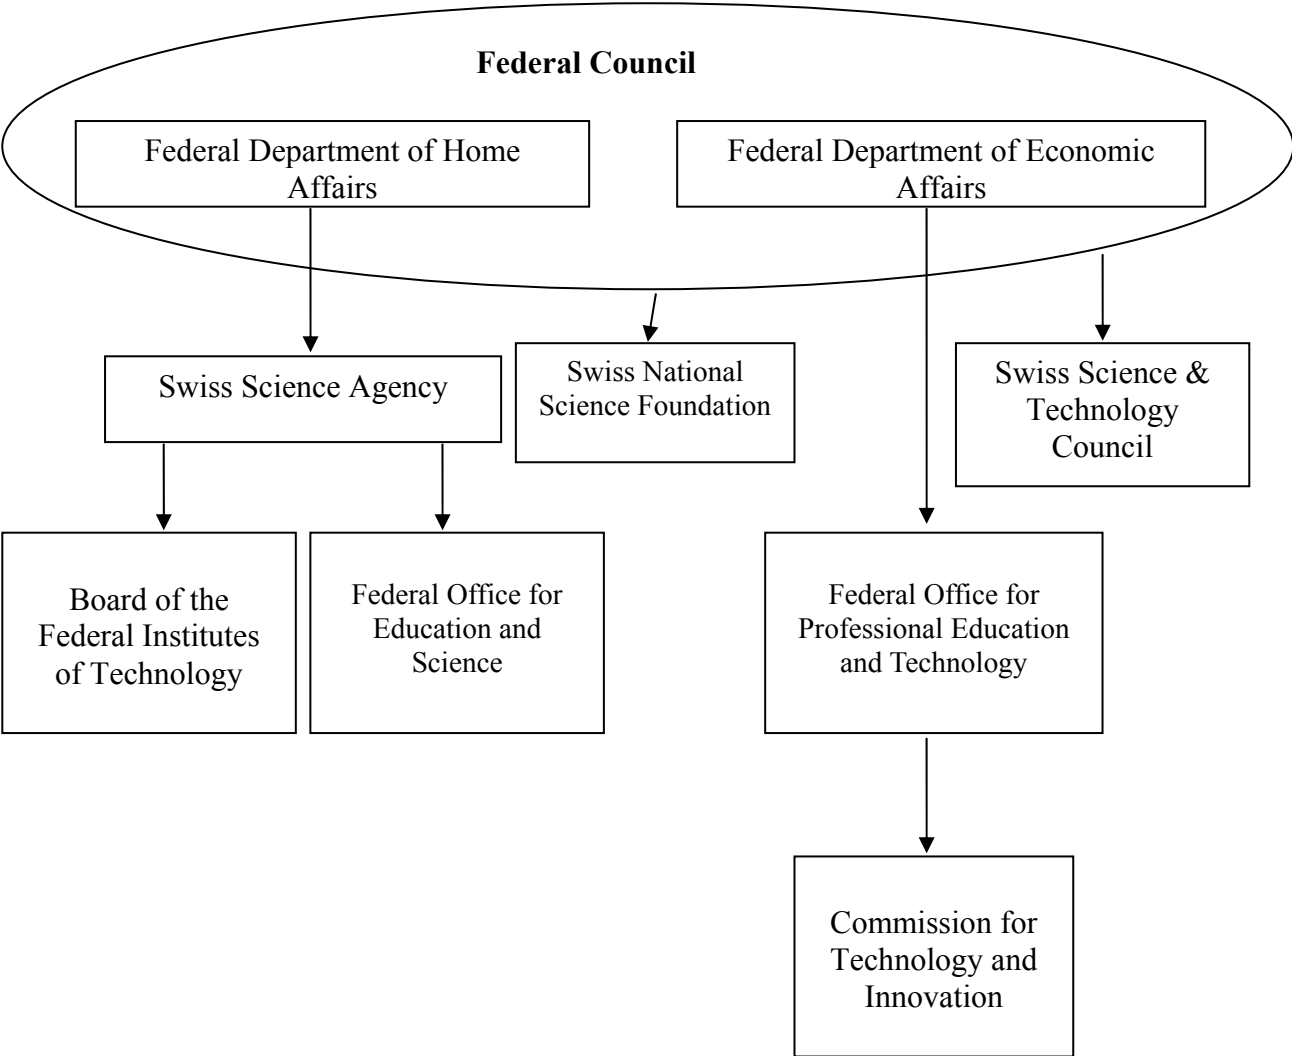 Federal Council
Federal Department of Home
Affairs
Federal Department of Economic
Affairs
Swiss Science Agency
Swiss National
Science Foundation
Swiss Science &
Technology
Council
Board of the
Federal Institutes
of Technology
Federal Office for
Education and
Science
Federal Office for
Professional Education
and Technology
Commission for
Technology and
Innovation